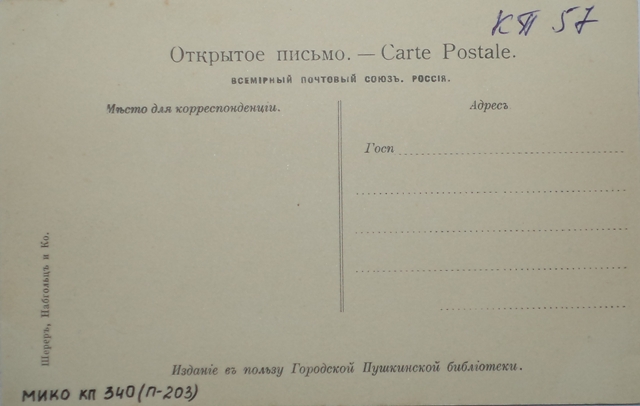 КП 57
Открытое письмо. — Carte Postale.
ВСЕМІРНЫЙ ПОЧТОВЫЙ СОЮЗЪ. РОССІЯ.
Мѣсто для корреспонденціи.
Адресъ
Госп
Шереръ, Набгольцъ и Ко.
Изданіе въ пользу Городской Пушкинской библіотеки.
МИКО КП 340 (П-203)